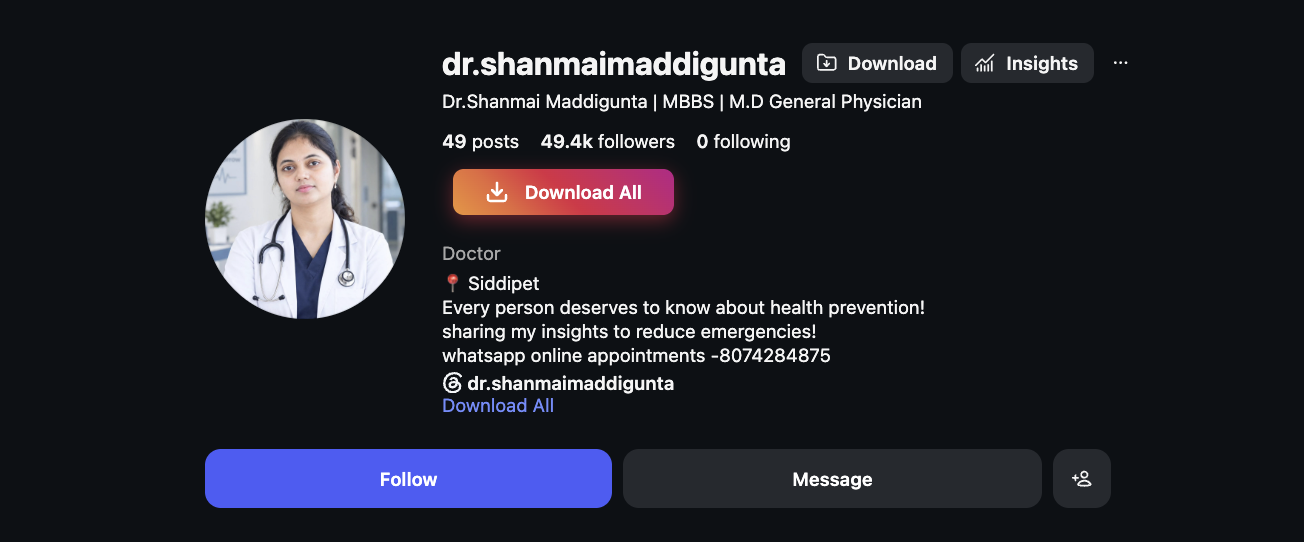 dr.shanmaimaddigunta Download Insights ...
Dr.Shanmai Maddigunta | MBBS | M.D General Physician
49 posts 49.4k followers 0 following
Download All
Doctor
📍 Siddipet
Every person deserves to know about health prevention!
sharing my insights to reduce emergencies!
whatsapp online appointments -8074284875
dr.shanmaimaddigunta
Download All
Follow Message